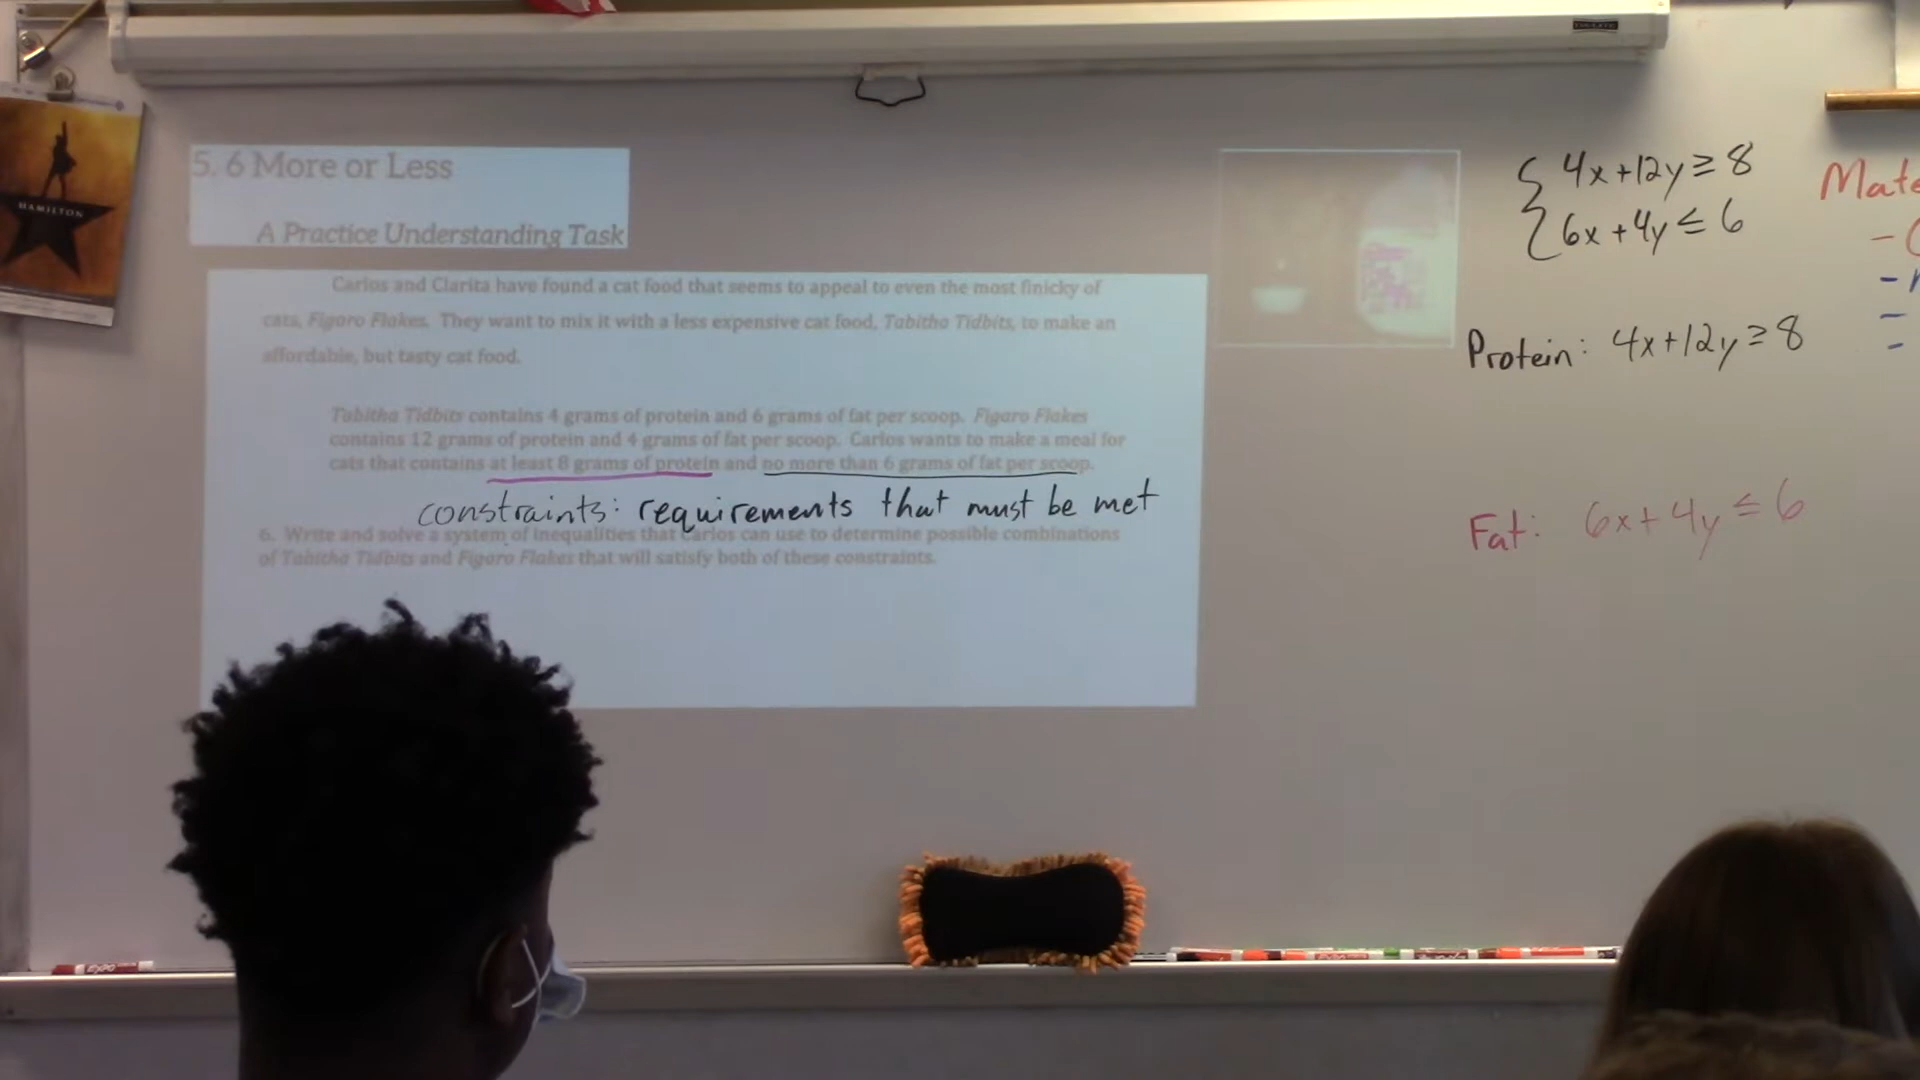 HAMILTON
5. 6 More or Less
A Practice Understanding Task
Carlos and Clarita have found a cat food that seems to appeal to even the most finicky of
cats, Figaro Flakes. They want to mix it with a less expensive cat food, Tabitha Tidbits, to make an
affordable, but tasty cat food.
Tabitha Tidbits contains 4 grams of protein and 6 grams of fat per scoop. Figaro Flakes
contains 12 grams of protein and 4 grams of fat per scoop. Carlos wants to make a meal for
cats that contains at least 8 grams of protein and no more than 6 grams of fat per scoop.
constraints: requirements that must be met
6. Write and solve a system of inequalities that Carlos can use to determine possible combinations
of Tabitha Tidbits and Figaro Flakes that will satisfy both of these constraints.
4x+12y≥8
6x+4y≤6
Protein: 4x+12y≥8
Fat: 6x+4y≤6
EXPO